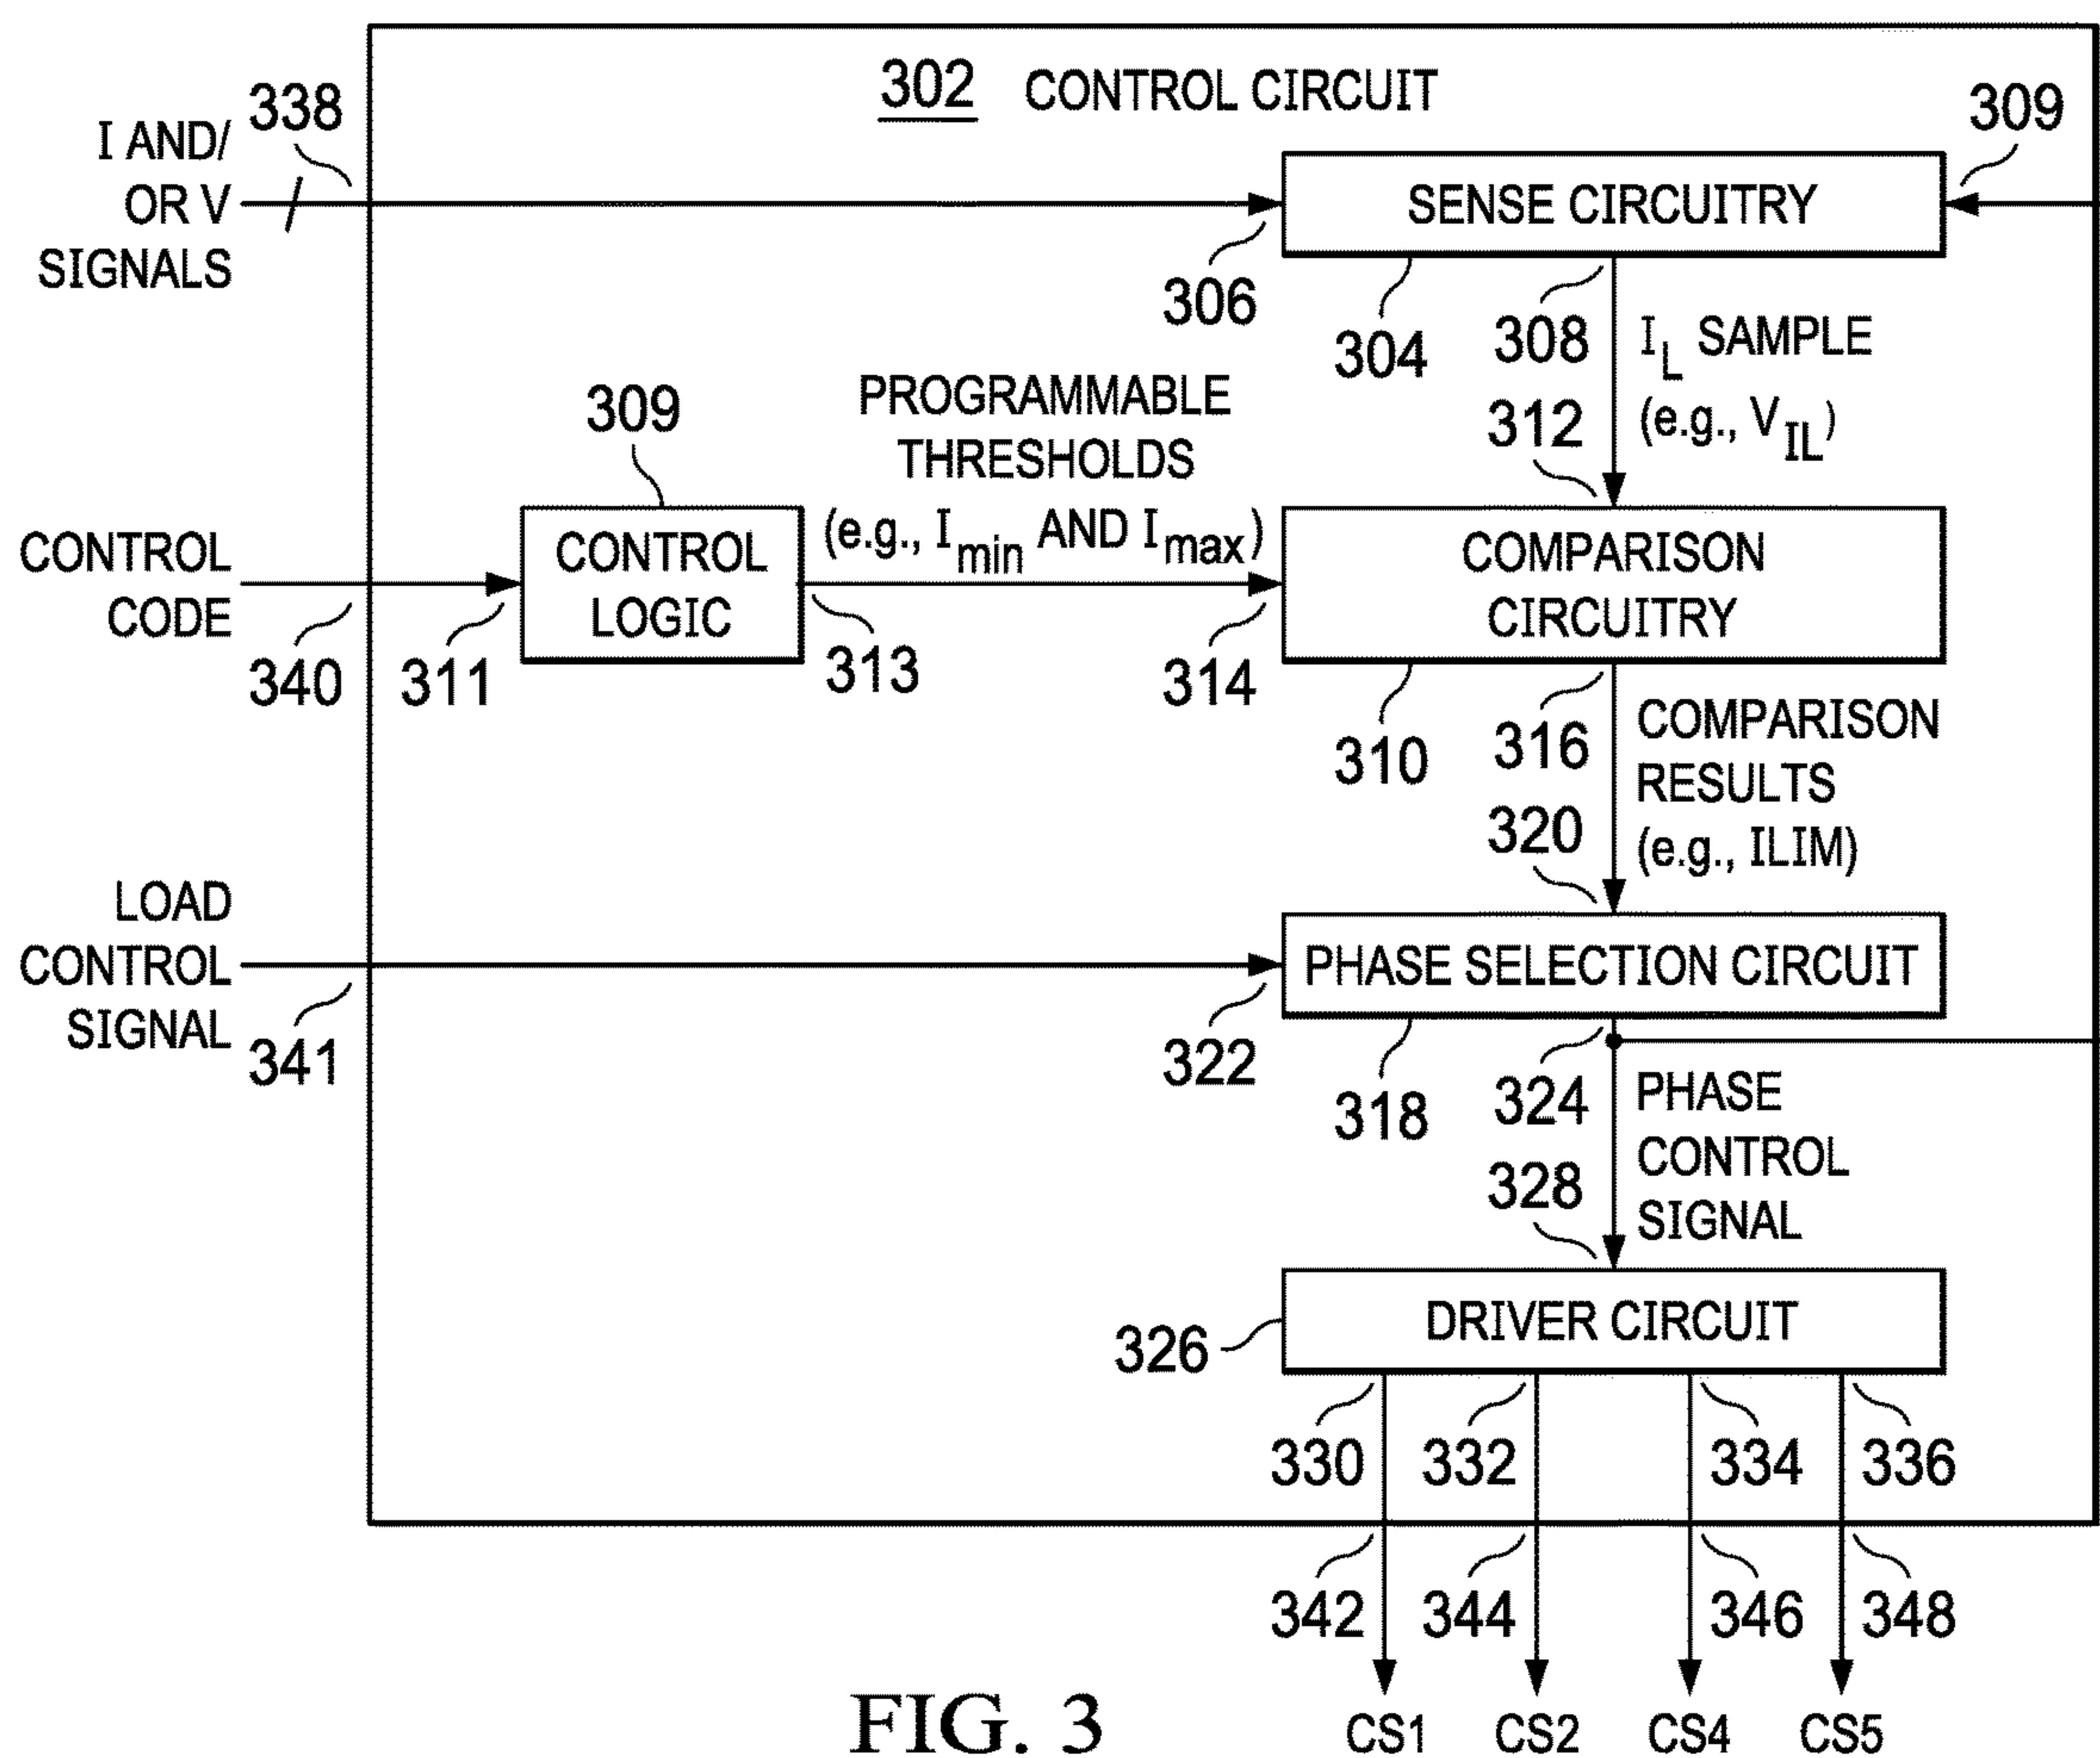 302 CONTROL CIRCUIT
338
I AND/
OR V
SIGNALS
309
SENSE CIRCUITRY
306
304
308
I_L SAMPLE
(e.g., V_IL)
312
309
PROGRAMMABLE
THRESHOLDS
(e.g., I_min AND I_max)
CONTROL
CODE
340
311
CONTROL
LOGIC
313
314
COMPARISON
CIRCUITRY
310
316
COMPARISON
RESULTS
(e.g., ILIM)
320
LOAD
CONTROL
SIGNAL
341
322
PHASE SELECTION CIRCUIT
318
324
PHASE
CONTROL
SIGNAL
328
326
DRIVER CIRCUIT
330
332
334
336
342
344
346
348
CS1
CS2
CS4
CS5
FIG. 3